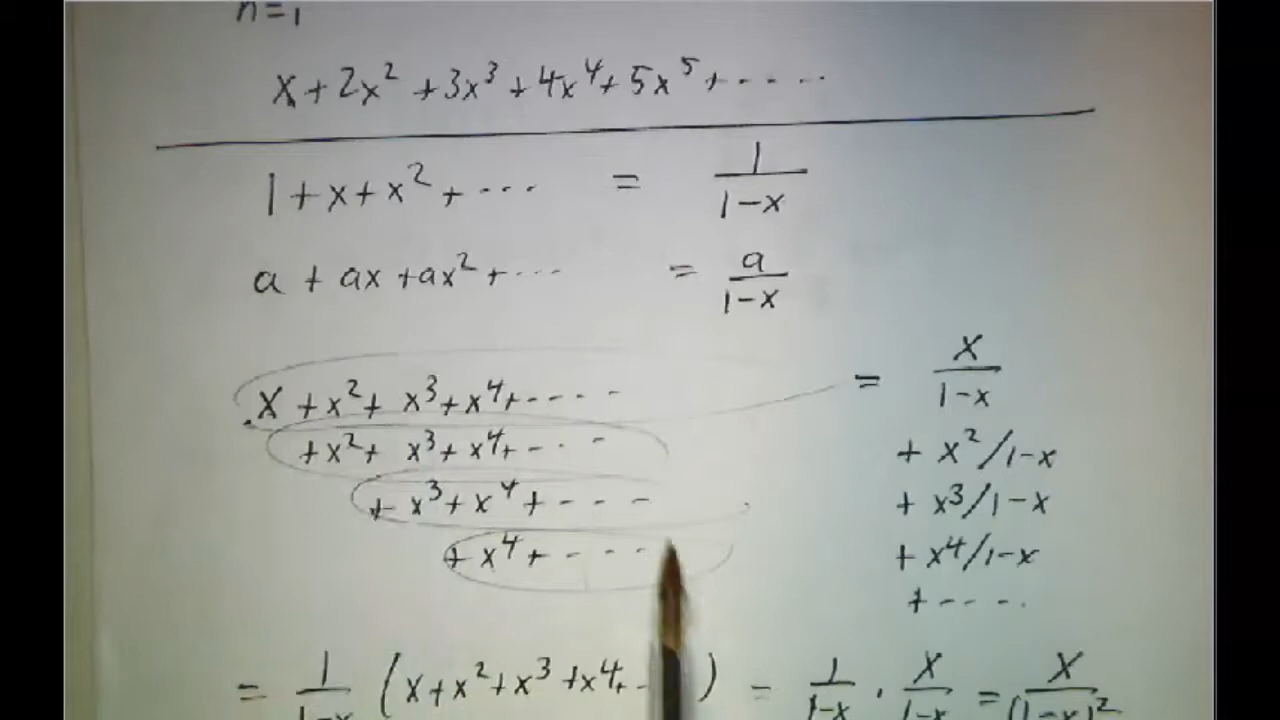 n=1
x+2x²+3x³+4x⁴+5x⁵+.....
1+x+x²+... = 1/1-x
a+ax+ax²+... = a/1-x
x+x²+x³+x⁴+.... = x/1-x
+x²+x³+x⁴+... + x²/1-x
+x³+x⁴+--- + x³/1-x
+x⁴+---- + x⁴/1-x
+----
= 1/1-x (x+x²+x³+x⁴+--) = 1/1-x · x/1-x = x/(1-x)²